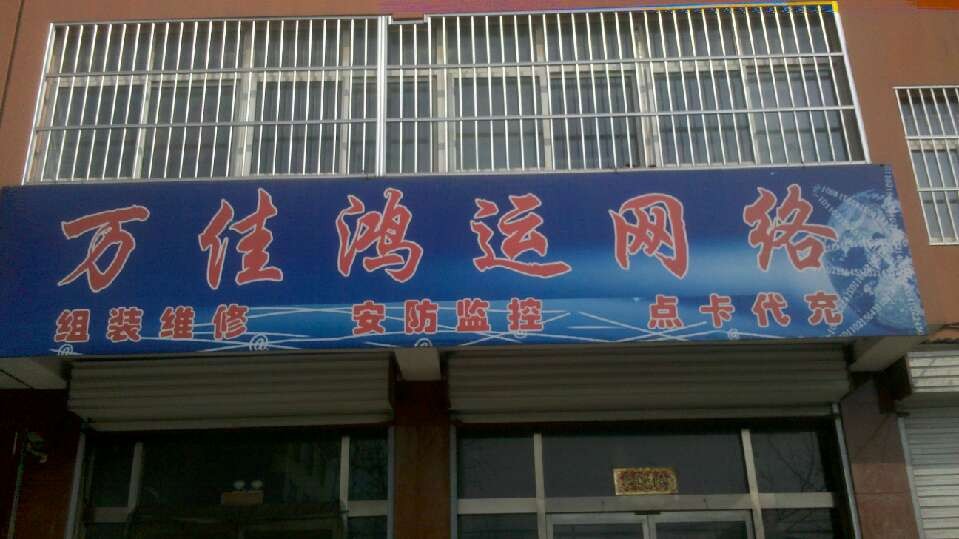 万佳鸿运网络
组装维修 安防监控 点卡代充